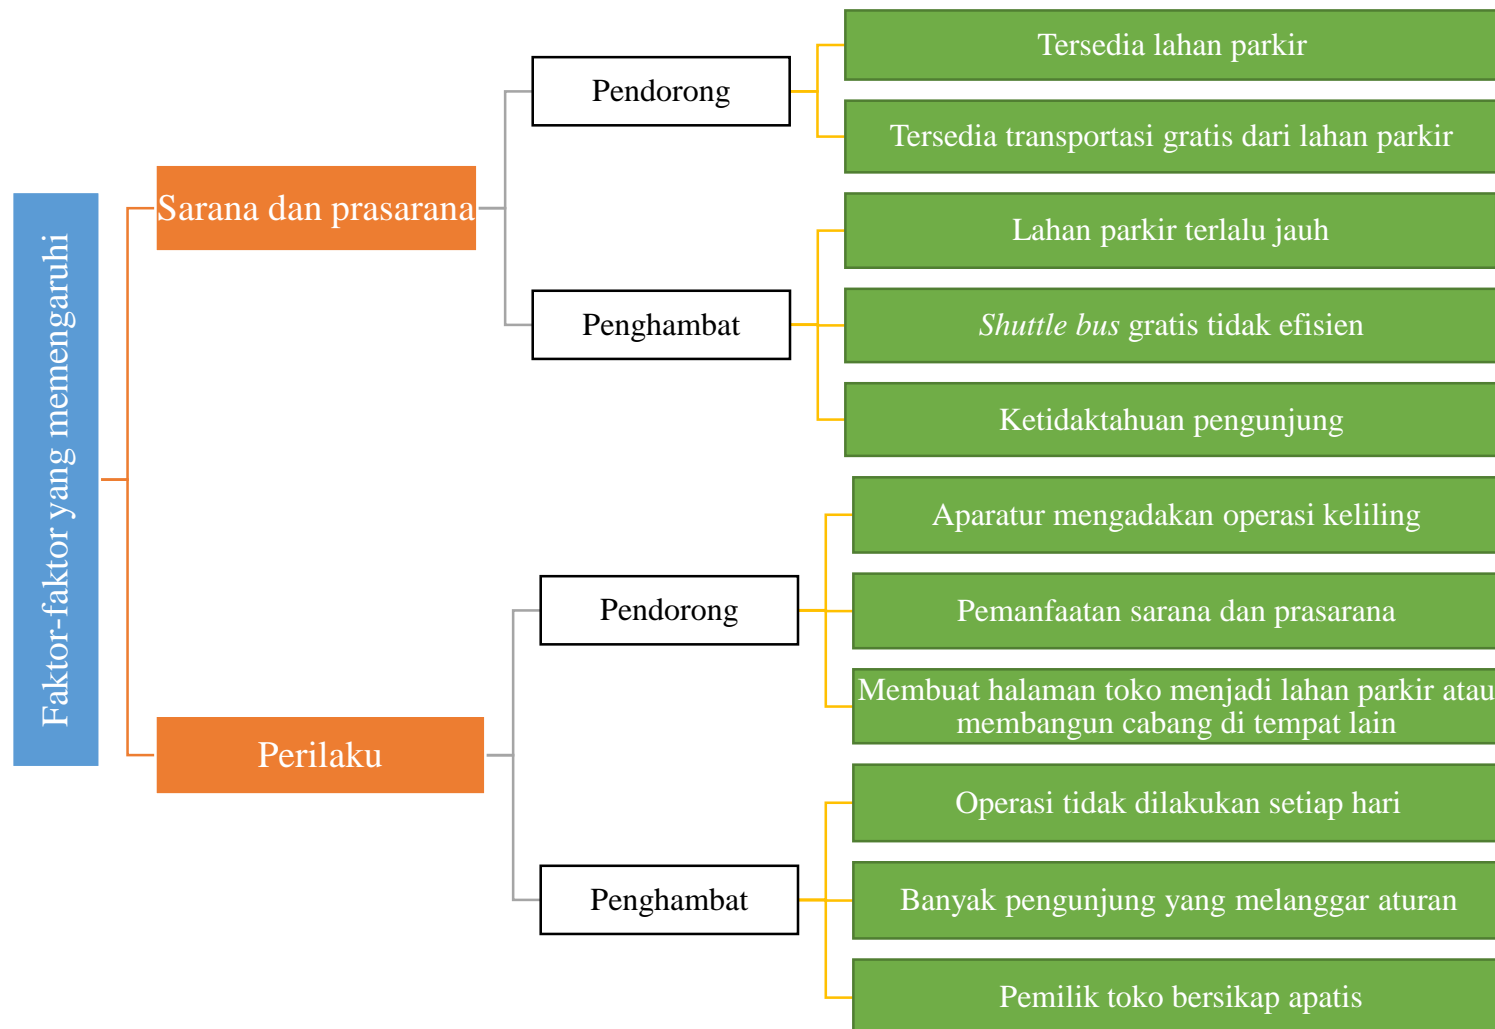 Faktor-faktor yang memengaruhi
Sarana dan prasarana
Pendorong
Tersedia lahan parkir
Tersedia transportasi gratis dari lahan parkir
Penghambat
Lahan parkir terlalu jauh
Shuttle bus gratis tidak efisien
Ketidaktahuan pengunjung
Perilaku
Pendorong
Aparatur mengadakan operasi keliling
Pemanfaatan sarana dan prasarana
Membuat halaman toko menjadi lahan parkir atau
membangun cabang di tempat lain
Penghambat
Operasi tidak dilakukan setiap hari
Banyak pengunjung yang melanggar aturan
Pemilik toko bersikap apatis